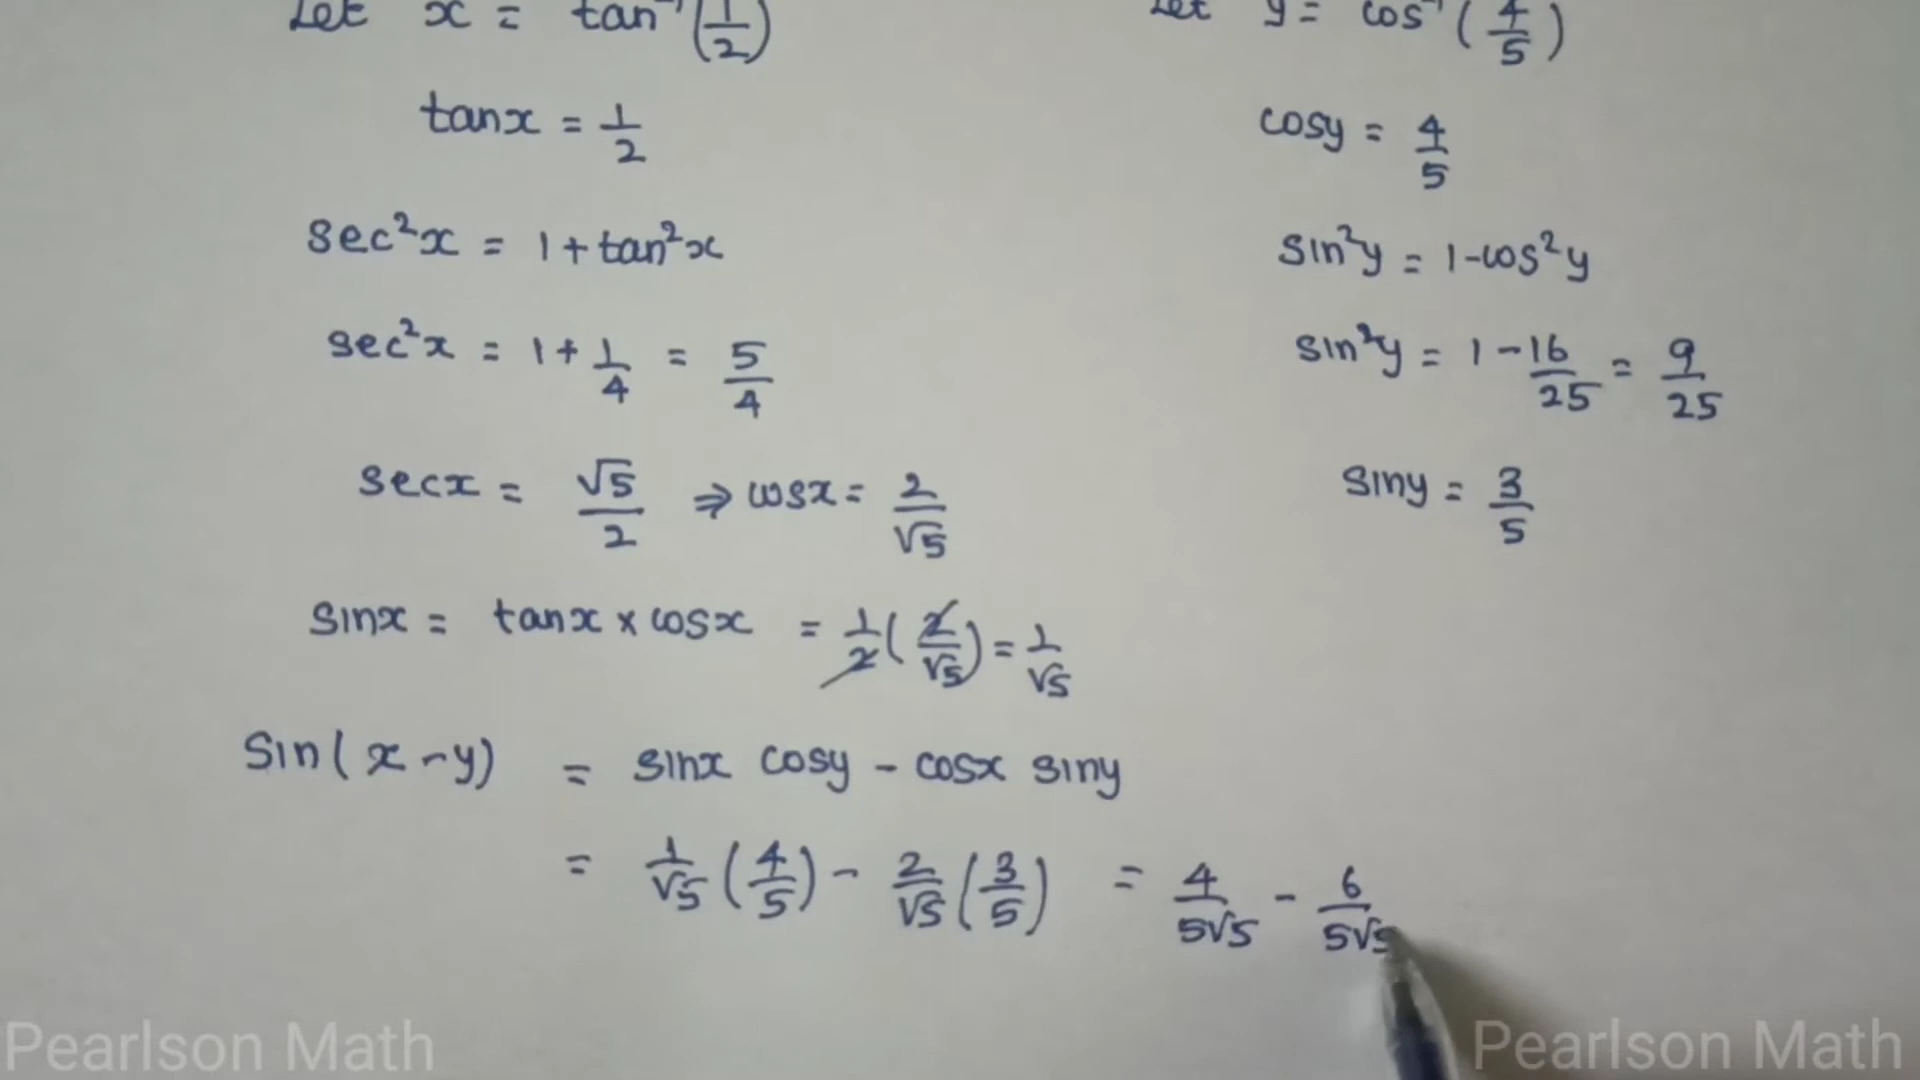 Let x = tan⁻¹(1/2)
tanx = 1/2
sec²x = 1+tan²x
sec²x = 1+1/4 = 5/4
secx = √5/2 ⇒ cosx = 2/√5
sinx = tanx × cosx = 1/2(2/√5) = 1/√5
Let y = cos⁻¹(4/5)
cosy = 4/5
sin²y = 1-cos²y
sin²y = 1-16/25 = 9/25
siny = 3/5
Sin(x-y) = sinx cosy - cosx siny
= 1/√5(4/5) - 2/√5(3/5) = 4/5√5 - 6/5√5
Pearlson Math
Pearlson Math